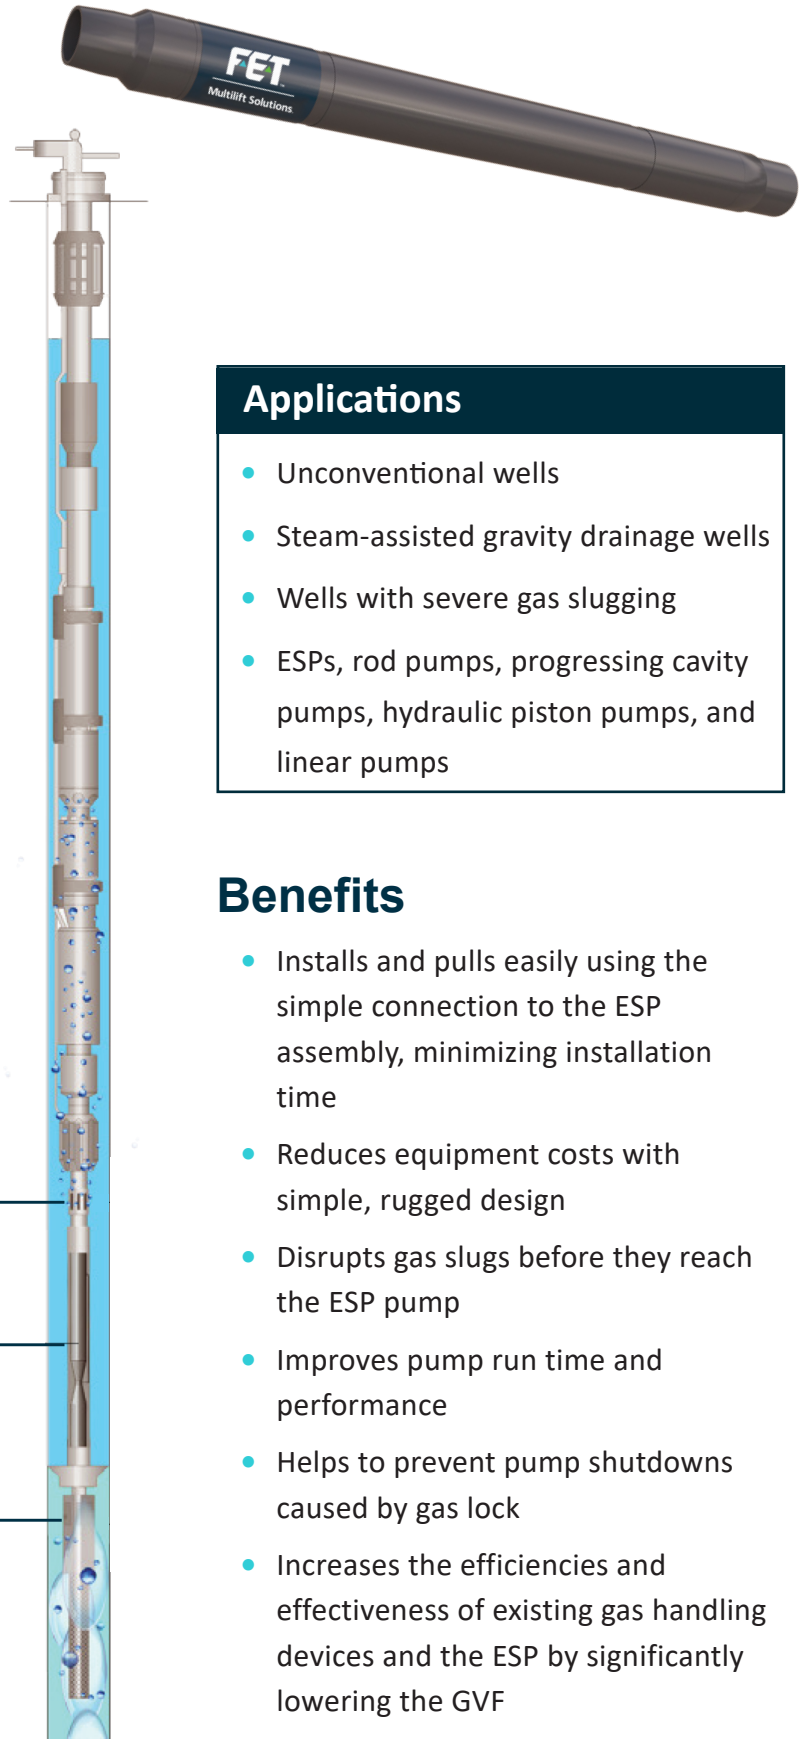 FET
Multilift Solutions
Applications
• Unconventional wells
• Steam-assisted gravity drainage wells
• Wells with severe gas slugging
• ESPs, rod pumps, progressing cavity
pumps, hydraulic piston pumps, and
linear pumps
Benefits
• Installs and pulls easily using the
simple connection to the ESP
assembly, minimizing installation
time
• Reduces equipment costs with
simple, rugged design
• Disrupts gas slugs before they reach
the ESP pump
• Improves pump run time and
performance
• Helps to prevent pump shutdowns
caused by gas lock
• Increases the efficiencies and
effectiveness of existing gas handling
devices and the ESP by significantly
lowering the GVF